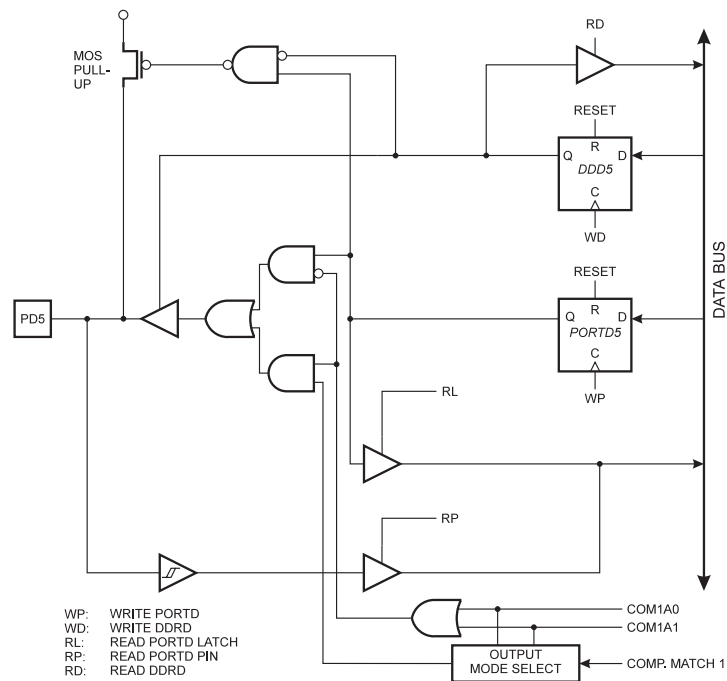 RD
MOS
PULL-
UP
RESET
R
Q
D
DDD5
C
WD
DATA BUS
RESET
R
Q
D
PORTD5
C
WP
PD5
RL
RP
WP: WRITE PORTD
WD: WRITE DDRD
RL: READ PORTD LATCH
RP: READ PORTD PIN
RD: READ DDRD
COM1A0
COM1A1
OUTPUT
MODE SELECT
COMP. MATCH 1